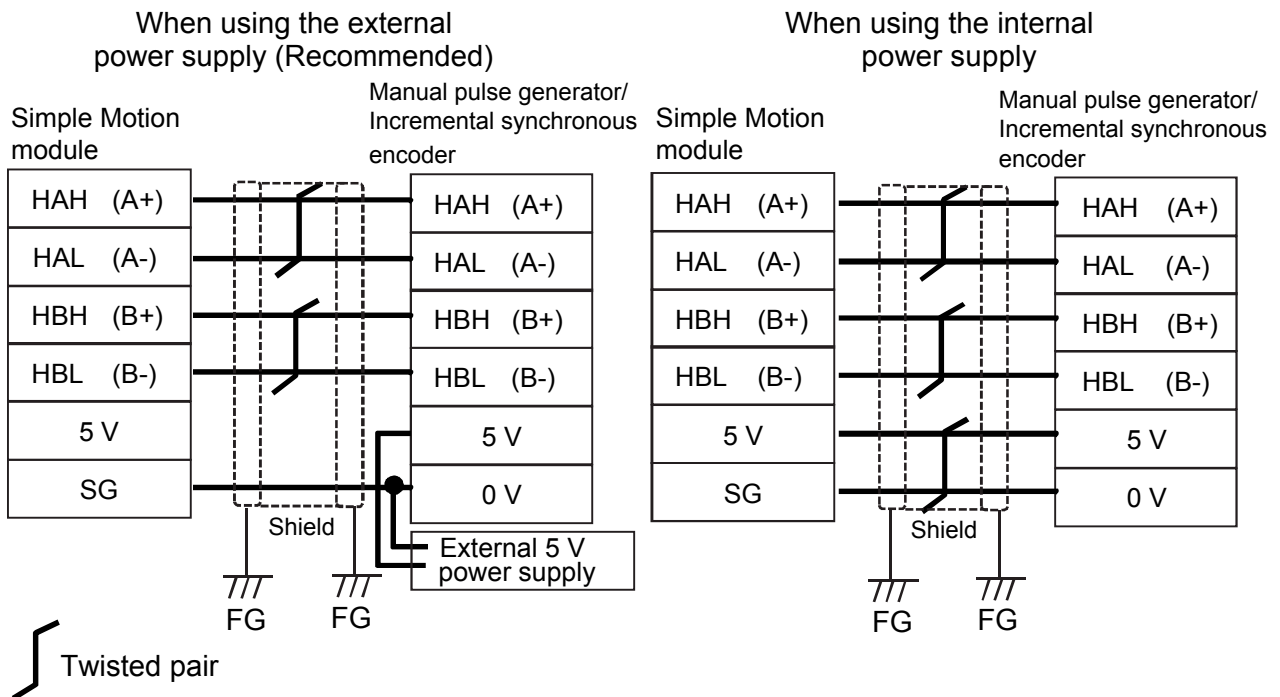 When using the external
power supply (Recommended)
Simple Motion
module
Manual pulse generator/
Incremental synchronous
encoder
HAH (A+)
HAL (A-)
HBH (B+)
HBL (B-)
5 V
SG
HAH (A+)
HAL (A-)
HBH (B+)
HBL (B-)
5 V
0 V
Shield
External 5 V
power supply
FG
FG
Twisted pair
When using the internal
power supply
Simple Motion
module
Manual pulse generator/
Incremental synchronous
encoder
HAH (A+)
HAL (A-)
HBH (B+)
HBL (B-)
5 V
SG
HAH (A+)
HAL (A-)
HBH (B+)
HBL (B-)
5 V
0 V
Shield
FG
FG